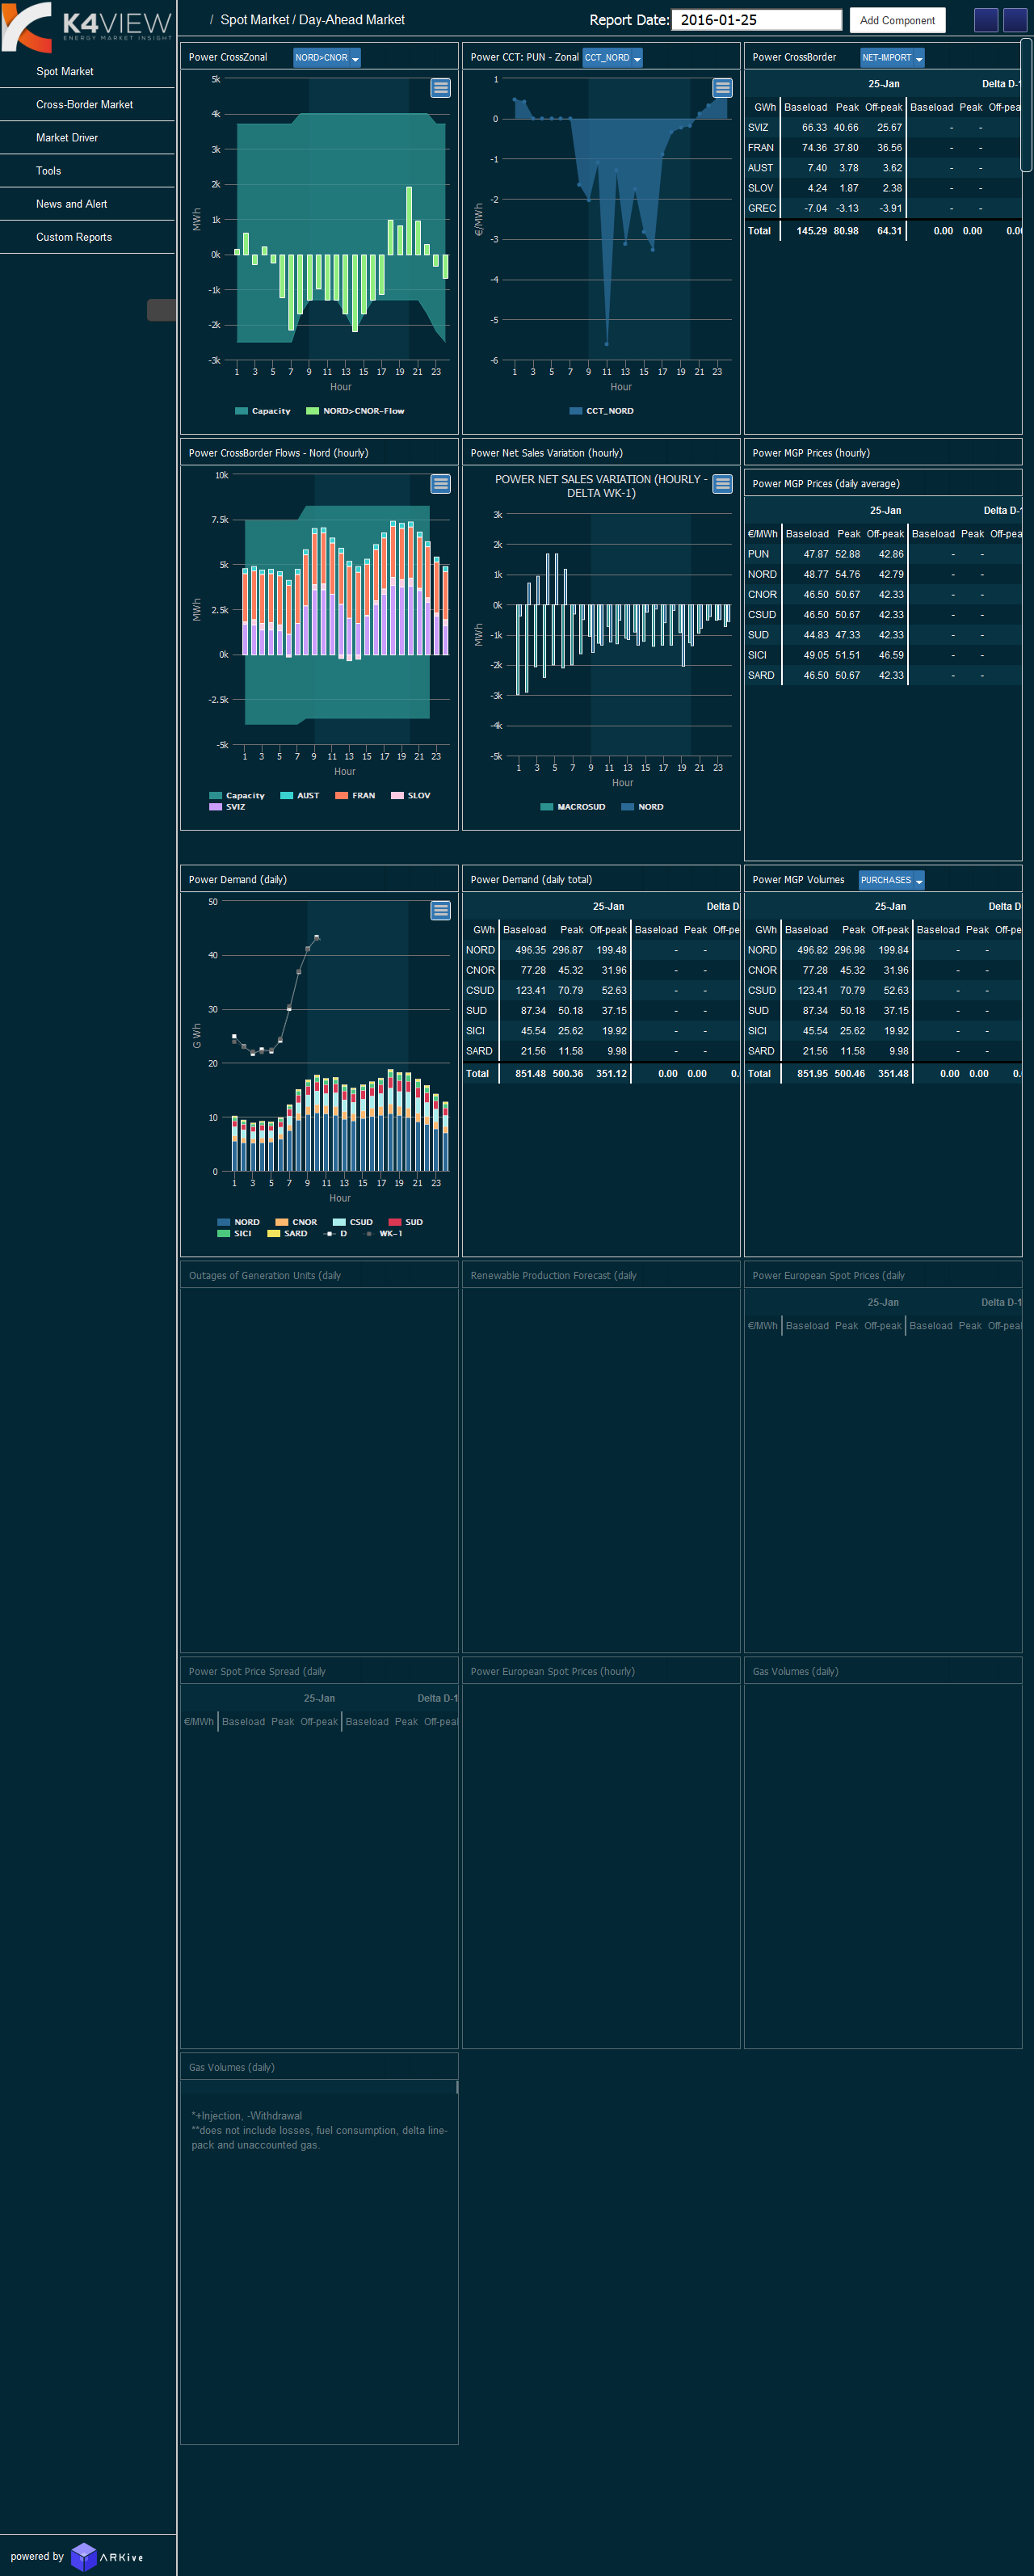 K4VIEW
ENERGY MARKET INSIGHT
Spot Market
Cross-Border Market
Market Driver
Tools
News and Alert
Custom Reports
/ Spot Market / Day-Ahead Market
Report Date: 2016-01-25 Add Component
Power CrossZonal NORD>CNOR
5k
4k
3k
2k
1k
0k
-1k
-2k
-3k
MWh
1 3 5 7 9 11 13 15 17 19 21 23
Hour
Capacity NORD>CNOR-Flow
Power CCT: PUN - Zonal CCT_NORD
1
0
-1
-2
-3
-4
-5
-6
€/MWh
1 3 5 7 9 11 13 15 17 19 21 23
Hour
CCT_NORD
Power CrossBorder NET-IMPORT
25-Jan Delta D-1
GWh Baseload Peak Off-peak Baseload Peak Off-pea
SVIZ 66.33 40.66 25.67 - -
FRAN 74.36 37.80 36.56 - -
AUST 7.40 3.78 3.62 - -
SLOV 4.24 1.87 2.38 - -
GREC -7.04 -3.13 -3.91 - -
Total 145.29 80.98 64.31 0.00 0.00 0.00
Power CrossBorder Flows - Nord (hourly)
10k
7.5k
5k
2.5k
0k
-2.5k
-5k
MWh
1 3 5 7 9 11 13 15 17 19 21 23
Hour
Capacity AUST FRAN SLOV
SVIZ
Power Net Sales Variation (hourly)
POWER NET SALES VARIATION (HOURLY -
DELTA WK-1)
3k
2k
1k
0k
-1k
-2k
-3k
-4k
-5k
MWh
1 3 5 7 9 11 13 15 17 19 21 23
Hour
MACROSUD NORD
Power MGP Prices (hourly)
Power MGP Prices (daily average)
25-Jan Delta D-1
€/MWh Baseload Peak Off-peak Baseload Peak Off-pea
PUN 47.87 52.88 42.86 - -
NORD 48.77 54.76 42.79 - -
CNOR 46.50 50.67 42.33 - -
CSUD 46.50 50.67 42.33 - -
SUD 44.83 47.33 42.33 - -
SICI 49.05 51.51 46.59 - -
SARD 46.50 50.67 42.33 - -
Power Demand (daily)
50
40
30
20
10
0
G Wh
1 3 5 7 9 11 13 15 17 19 21 23
Hour
NORD CNOR CSUD SUD
SICI SARD D WK-1
Power Demand (daily total)
25-Jan Delta D
GWh Baseload Peak Off-peak Baseload Peak Off-p
NORD 496.35 296.87 199.48 - -
CNOR 77.28 45.32 31.96 - -
CSUD 123.41 70.79 52.63 - -
SUD 87.34 50.18 37.15 - -
SICI 45.54 25.62 19.92 - -
SARD 21.56 11.58 9.98 - -
Total 851.48 500.36 351.12 0.00 0.00 0.
Power MGP Volumes PURCHASES
25-Jan Delta D
GWh Baseload Peak Off-peak Baseload Peak Off-p
NORD 496.82 296.98 199.84 - -
CNOR 77.28 45.32 31.96 - -
CSUD 123.41 70.79 52.63 - -
SUD 87.34 50.18 37.15 - -
SICI 45.54 25.62 19.92 - -
SARD 21.56 11.58 9.98 - -
Total 851.95 500.46 351.48 0.00 0.00 0.
Outages of Generation Units (daily
Renewable Production Forecast (daily
Power European Spot Prices (daily
25-Jan Delta D-1
€/MWh Baseload Peak Off-peak Baseload Peak Off-pea
Power Spot Price Spread (daily
25-Jan Delta D-1
€/MWh Baseload Peak Off-peak Baseload Peak Off-peal
Power European Spot Prices (hourly)
Gas Volumes (daily)
Gas Volumes (daily)
*+Injection, -Withdrawal
**does not include losses, fuel consumption, delta line-
pack and unaccounted gas.
powered by ARKive